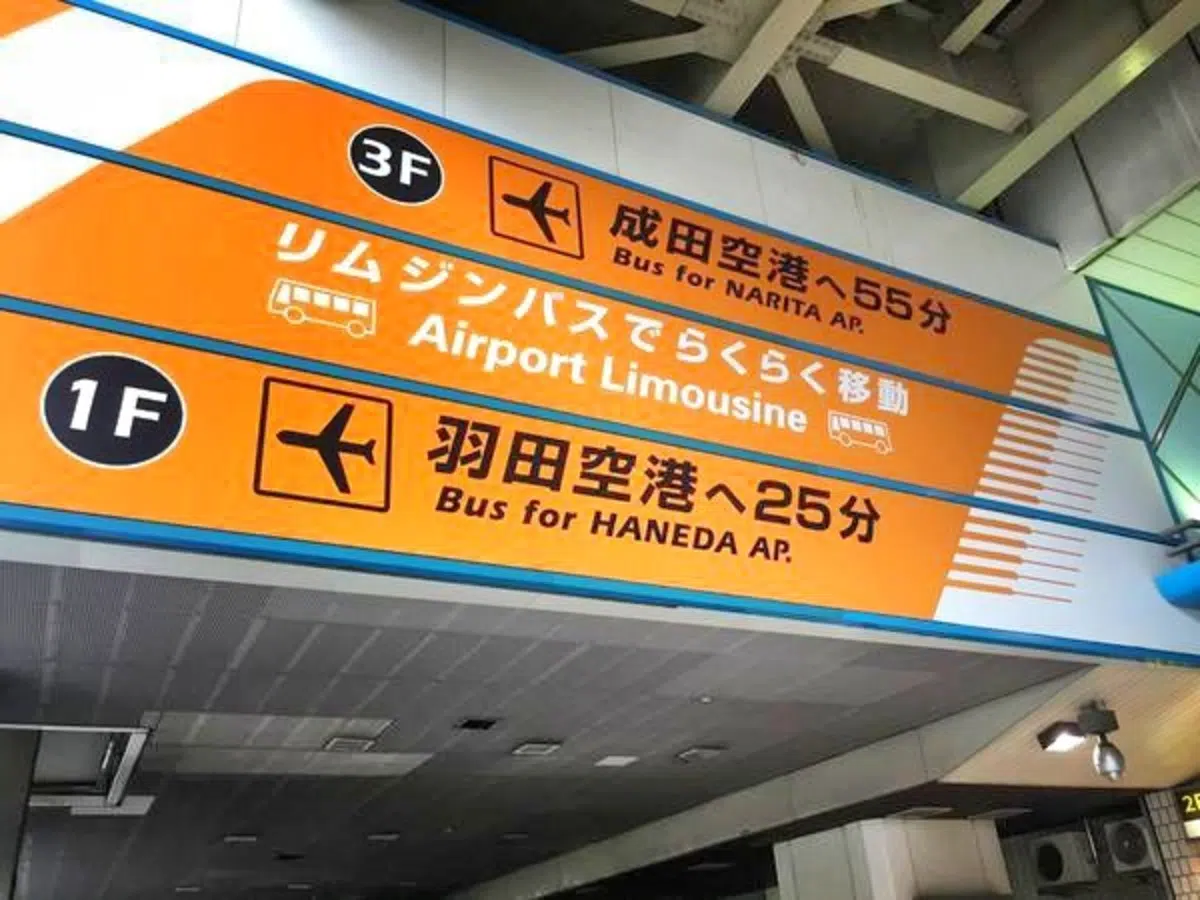 3F 成田空港へ55分
Bus for NARITA AP.
リムジンバスでらくらく移動
Airport Limousine
1F 羽田空港へ25分
Bus for HANEDA AP.